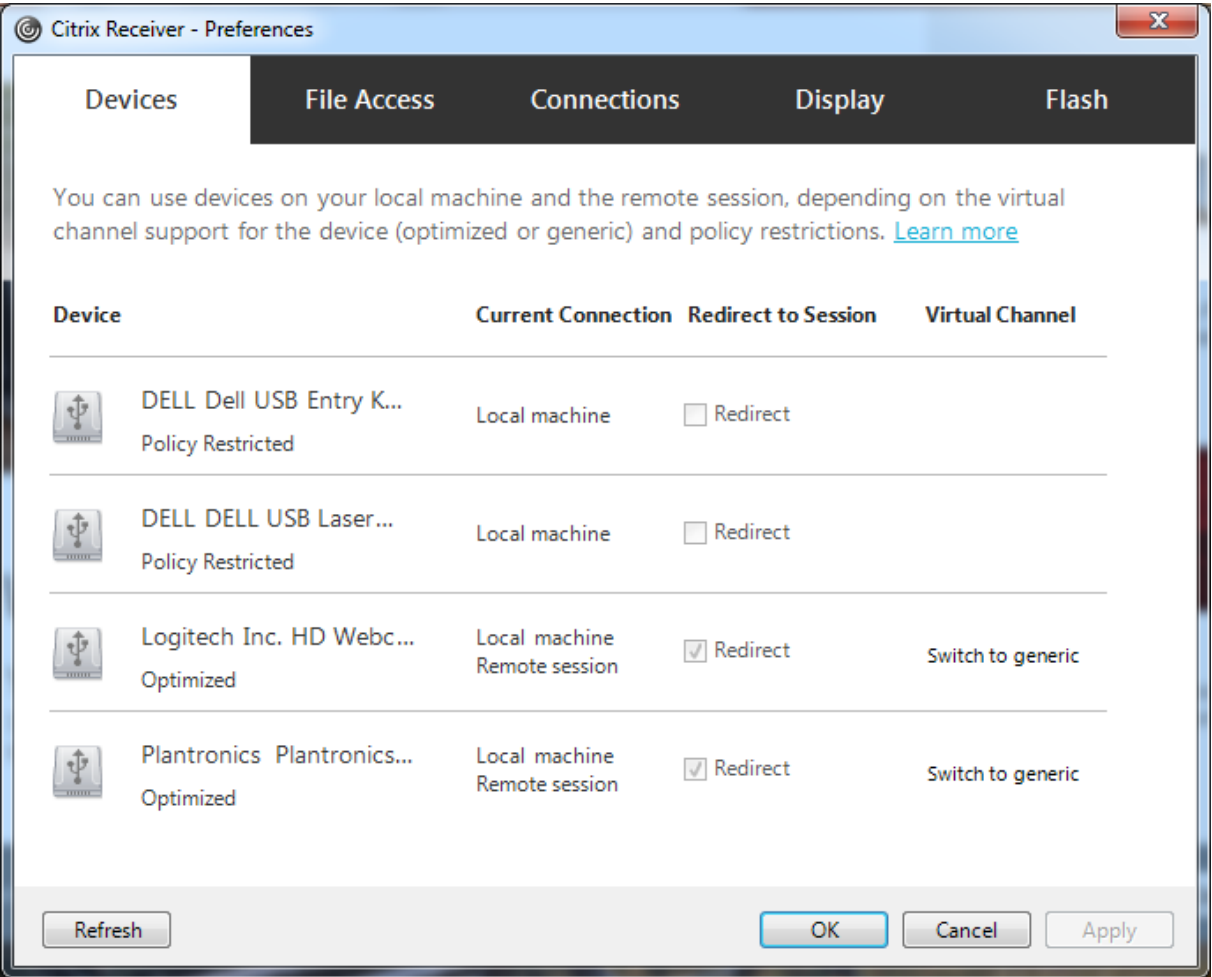 Citrix Receiver - Preferences
Devices File Access Connections Display Flash
You can use devices on your local machine and the remote session, depending on the virtual
channel support for the device (optimized or generic) and policy restrictions. Learn more
Device Current Connection Redirect to Session Virtual Channel
DELL Dell USB Entry K...
Policy Restricted
Local machine
Redirect
DELL DELL USB Laser...
Policy Restricted
Local machine
Redirect
Logitech Inc. HD Webc...
Optimized
Local machine
Remote session
Redirect
Switch to generic
Plantronics Plantronics...
Optimized
Local machine
Remote session
Redirect
Switch to generic
Refresh OK Cancel Apply